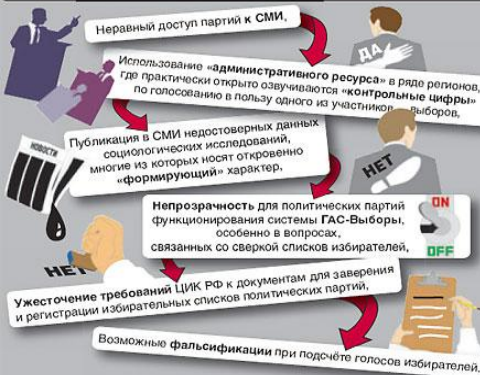 Неравный доступ партий к СМИ,
ДА
Использование «административного ресурса» в ряде регионов,
где практически открыто озвучиваются «контрольные цифры»
по голосованию в пользу одного из участников выборов,
НОВОСТИ
Публикация в СМИ недостоверных данных
социологических исследований,
многие из которых носят откровенно
«формирующий» характер,
НЕТ
Непрозрачность для политических партий
функционирования системы ГАС-Выборы,
особенно в вопросах,
связанных со сверкой списков избирателей,
ON
OFF
НЕТ
Ужесточение требований ЦИК РФ к документам для заверения
и регистрации избирательных списков политических партий,
Возможные фальсификации при подсчёте голосов избирателей.